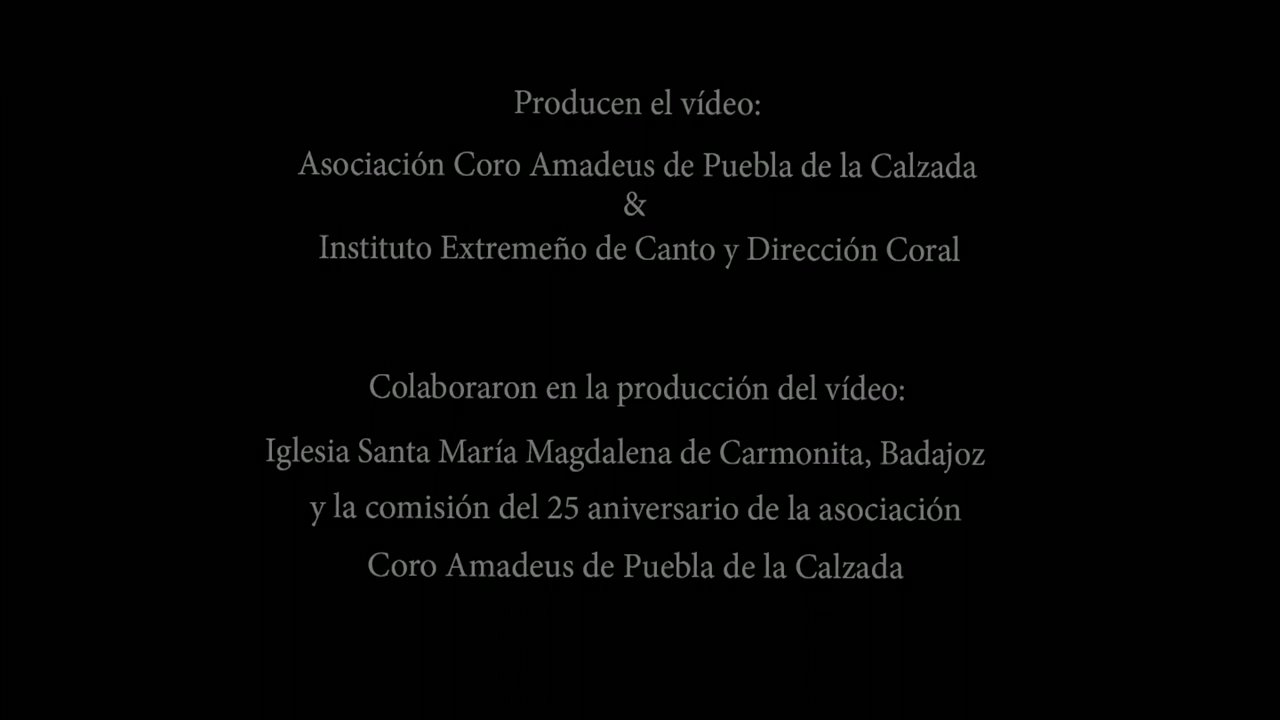 Producen el vídeo:
Asociación Coro Amadeus de Puebla de la Calzada
&
Instituto Extremeño de Canto y Dirección Coral
Colaboraron en la producción del vídeo:
Iglesia Santa María Magdalena de Carmonita, Badajoz
y la comisión del 25 aniversario de la asociación
Coro Amadeus de Puebla de la Calzada